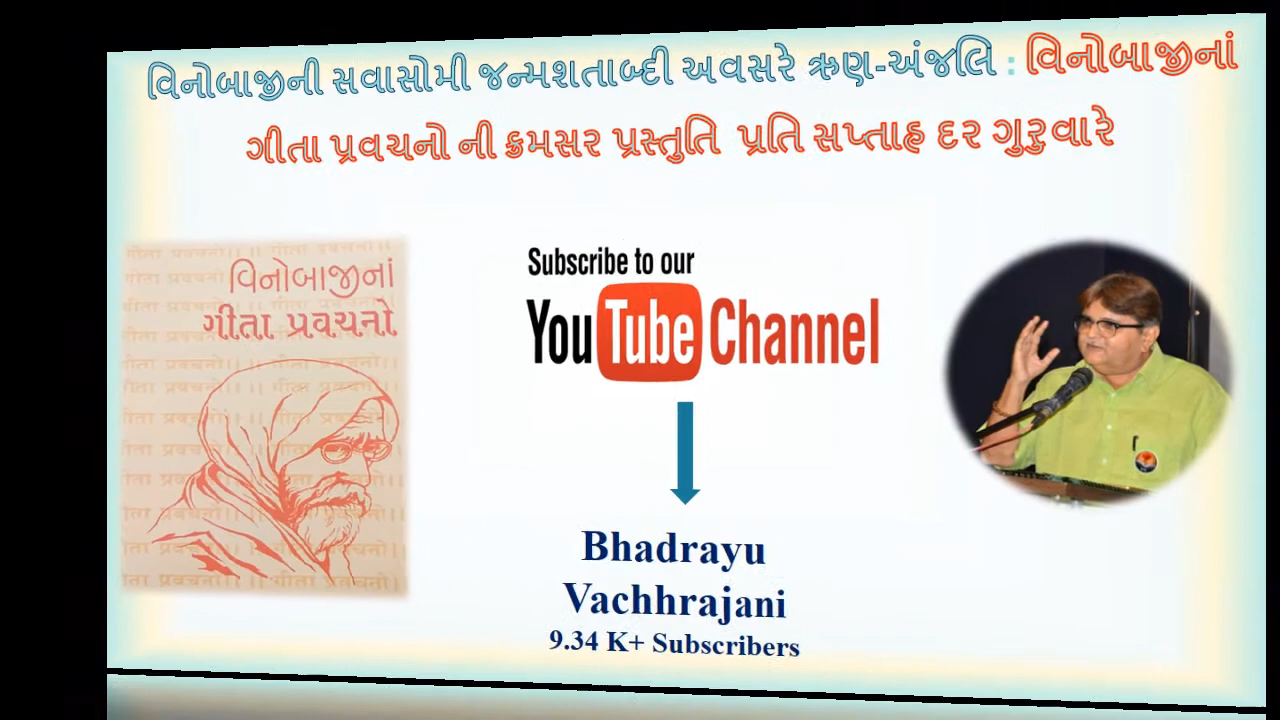 વિનોબાજીની સવાસોમી જન્મશતાબ્દી અવસરે ઋણ-અંજલિ : વિનોબાજીનાં
ગીતા પ્રવચનો ની ક્રમસર પ્રસ્તુતિ પ્રતિ સપ્તાહ દર ગુરુવારે
વિનોબાજીનાં
ગીતા પ્રવચનો
Subscribe to our
YouTube Channel
Bhadrayu
Vachhrajani
9.34 K+ Subscribers